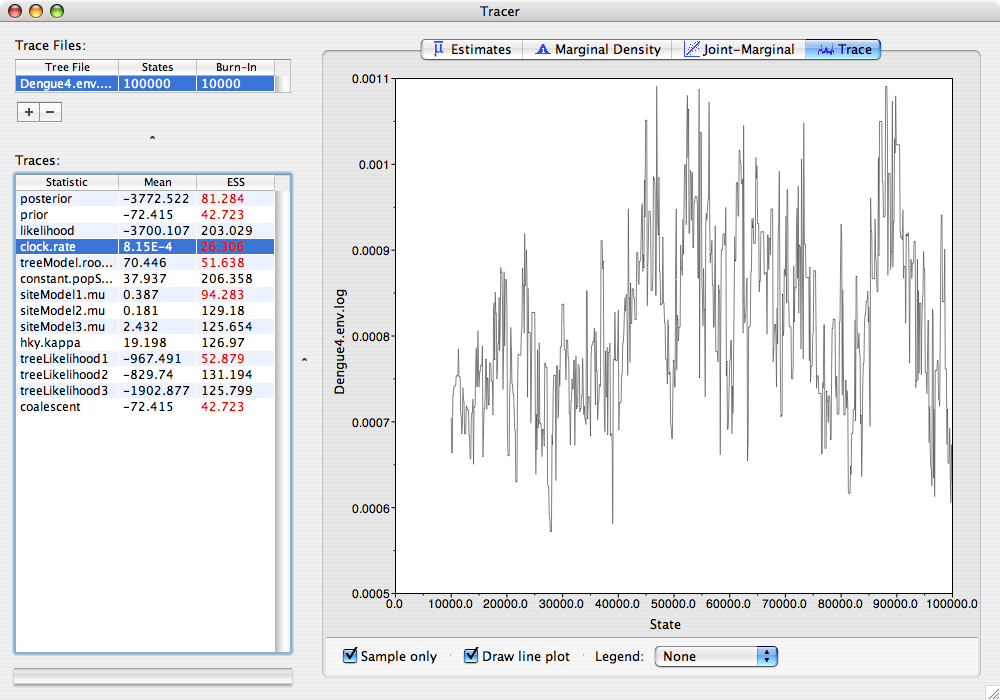 Tracer
Trace Files:
Tree File States Burn-In
Dengue4.env.... 100000 10000
+ −
Traces:
Statistic Mean ESS
posterior −3772.522 81.284
prior −72.415 42.723
likelihood −3700.107 203.029
clock.rate 8.15E−4 26.306
treeModel.roo... 70.446 51.638
constant.popS... 37.937 206.358
siteModel1.mu 0.387 94.283
siteModel2.mu 0.181 129.18
siteModel3.mu 2.432 125.654
hky.kappa 19.198 126.97
treeLikelihood1 −967.491 52.879
treeLikelihood2 −829.74 131.194
treeLikelihood3 −1902.877 125.799
coalescent −72.415 42.723
μ Estimates Marginal Density Joint-Marginal Trace
0.0011
0.001
0.0009
0.0008
0.0007
0.0006
0.0005
Dengue4.env.log
0.0 10000.0 20000.0 30000.0 40000.0 50000.0 60000.0 70000.0 80000.0 90000.0 100000.0
State
Sample only Draw line plot Legend: None